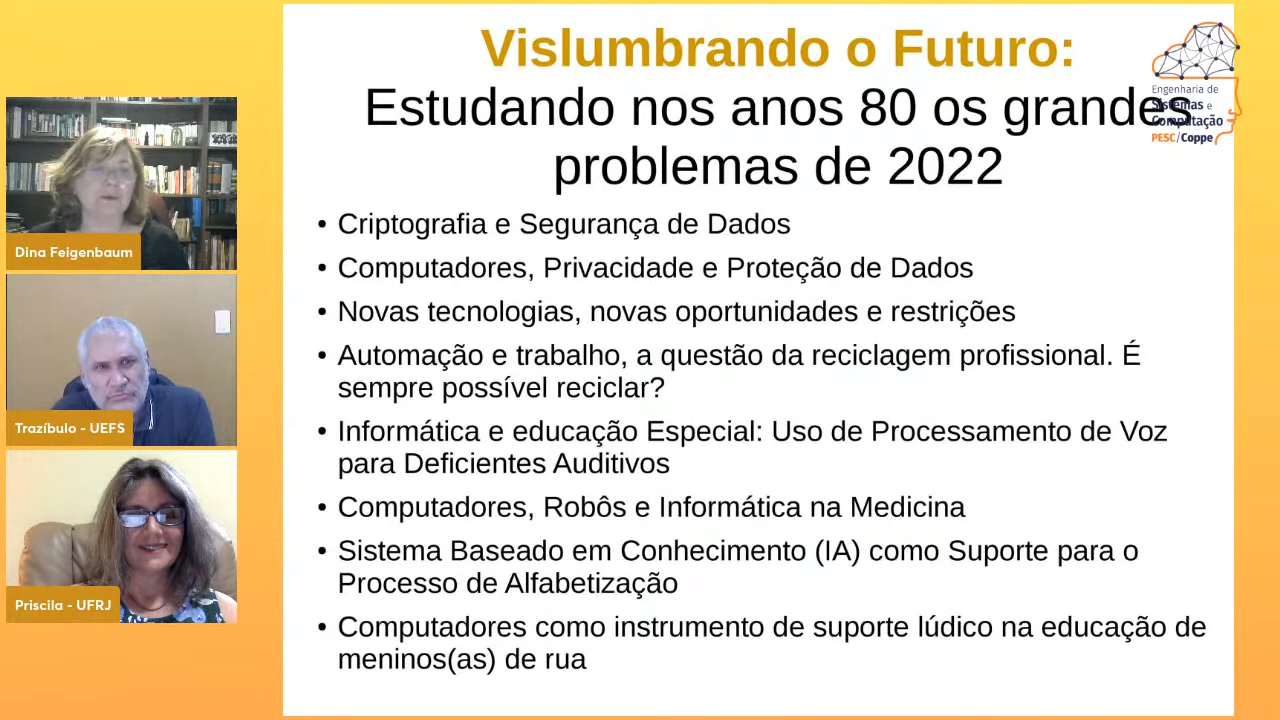 Vislumbrando o Futuro:
Estudando nos anos 80 os grandes
problemas de 2022
Engenharia de
Sistemas e
Computação
PESC/Coppe
• Criptografia e Segurança de Dados
• Computadores, Privacidade e Proteção de Dados
• Novas tecnologias, novas oportunidades e restrições
• Automação e trabalho, a questão da reciclagem profissional. É
sempre possível reciclar?
• Informática e educação Especial: Uso de Processamento de Voz
para Deficientes Auditivos
• Computadores, Robôs e Informática na Medicina
• Sistema Baseado em Conhecimento (IA) como Suporte para o
Processo de Alfabetização
• Computadores como instrumento de suporte lúdico na educação de
meninos(as) de rua
Dina Feigenbaum
Trazíbulo - UEFS
Priscila - UFRJ